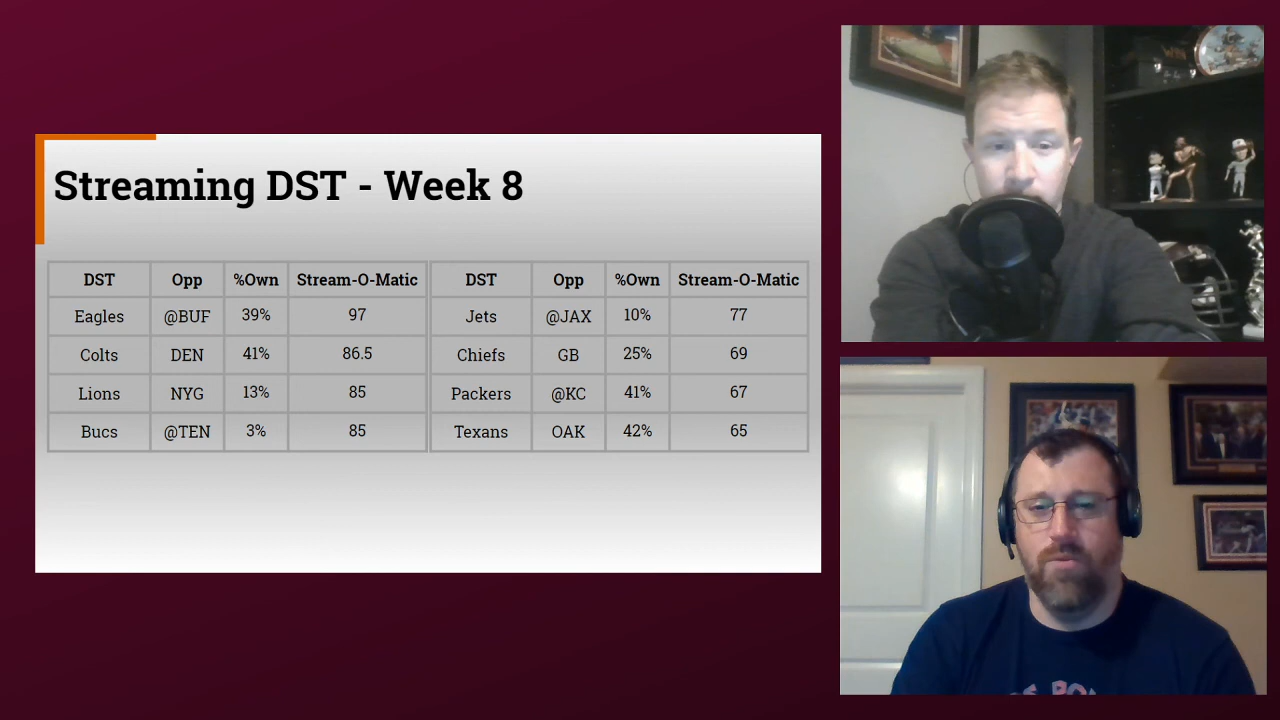 Streaming DST - Week 8
DST Opp %Own Stream-O-Matic DST Opp %Own Stream-O-Matic
Eagles @BUF 39% 97 Jets @JAX 10% 77
Colts DEN 41% 86.5 Chiefs GB 25% 69
Lions NYG 13% 85 Packers @KC 41% 67
Bucs @TEN 3% 85 Texans OAK 42% 65